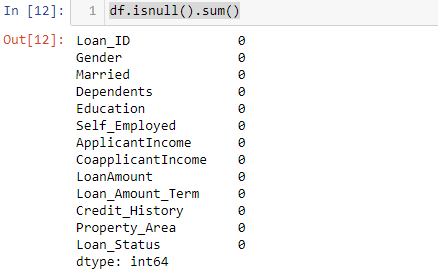 In [12]: 1 df.isnull().sum()
Out[12]: Loan_ID 0
Gender 0
Married 0
Dependents 0
Education 0
Self_Employed 0
ApplicantIncome 0
CoapplicantIncome 0
LoanAmount 0
Loan_Amount_Term 0
Credit_History 0
Property_Area 0
Loan_Status 0
dtype: int64